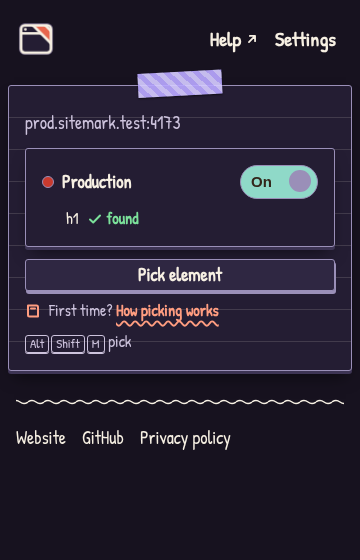 Help ↗ Settings
prod.sitemark.test:4173
Production On
h1 ✓ found
Pick element
First time? How picking works
Alt Shift M pick
Website GitHub Privacy policy